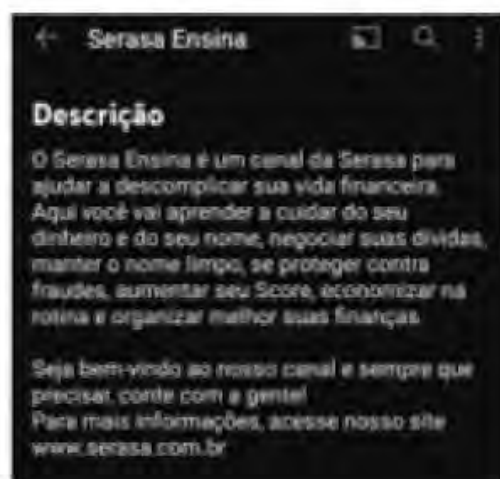 Serasa Ensina
Descrição
O Serasa Ensina é um canal da Serasa para
ajudar a descomplicar sua vida financeira.
Aqui você vai aprender a cuidar do seu
dinheiro e do seu nome, negociar suas dívidas,
manter o nome limpo, se proteger contra
fraudes, aumentar seu Score, economizar na
rotina e organizar melhor suas finanças.
Seja bem-vindo ao nosso canal e sempre que
precisar, conte com a gente!
Para mais informações, acesse nosso site
www.serasa.com.br